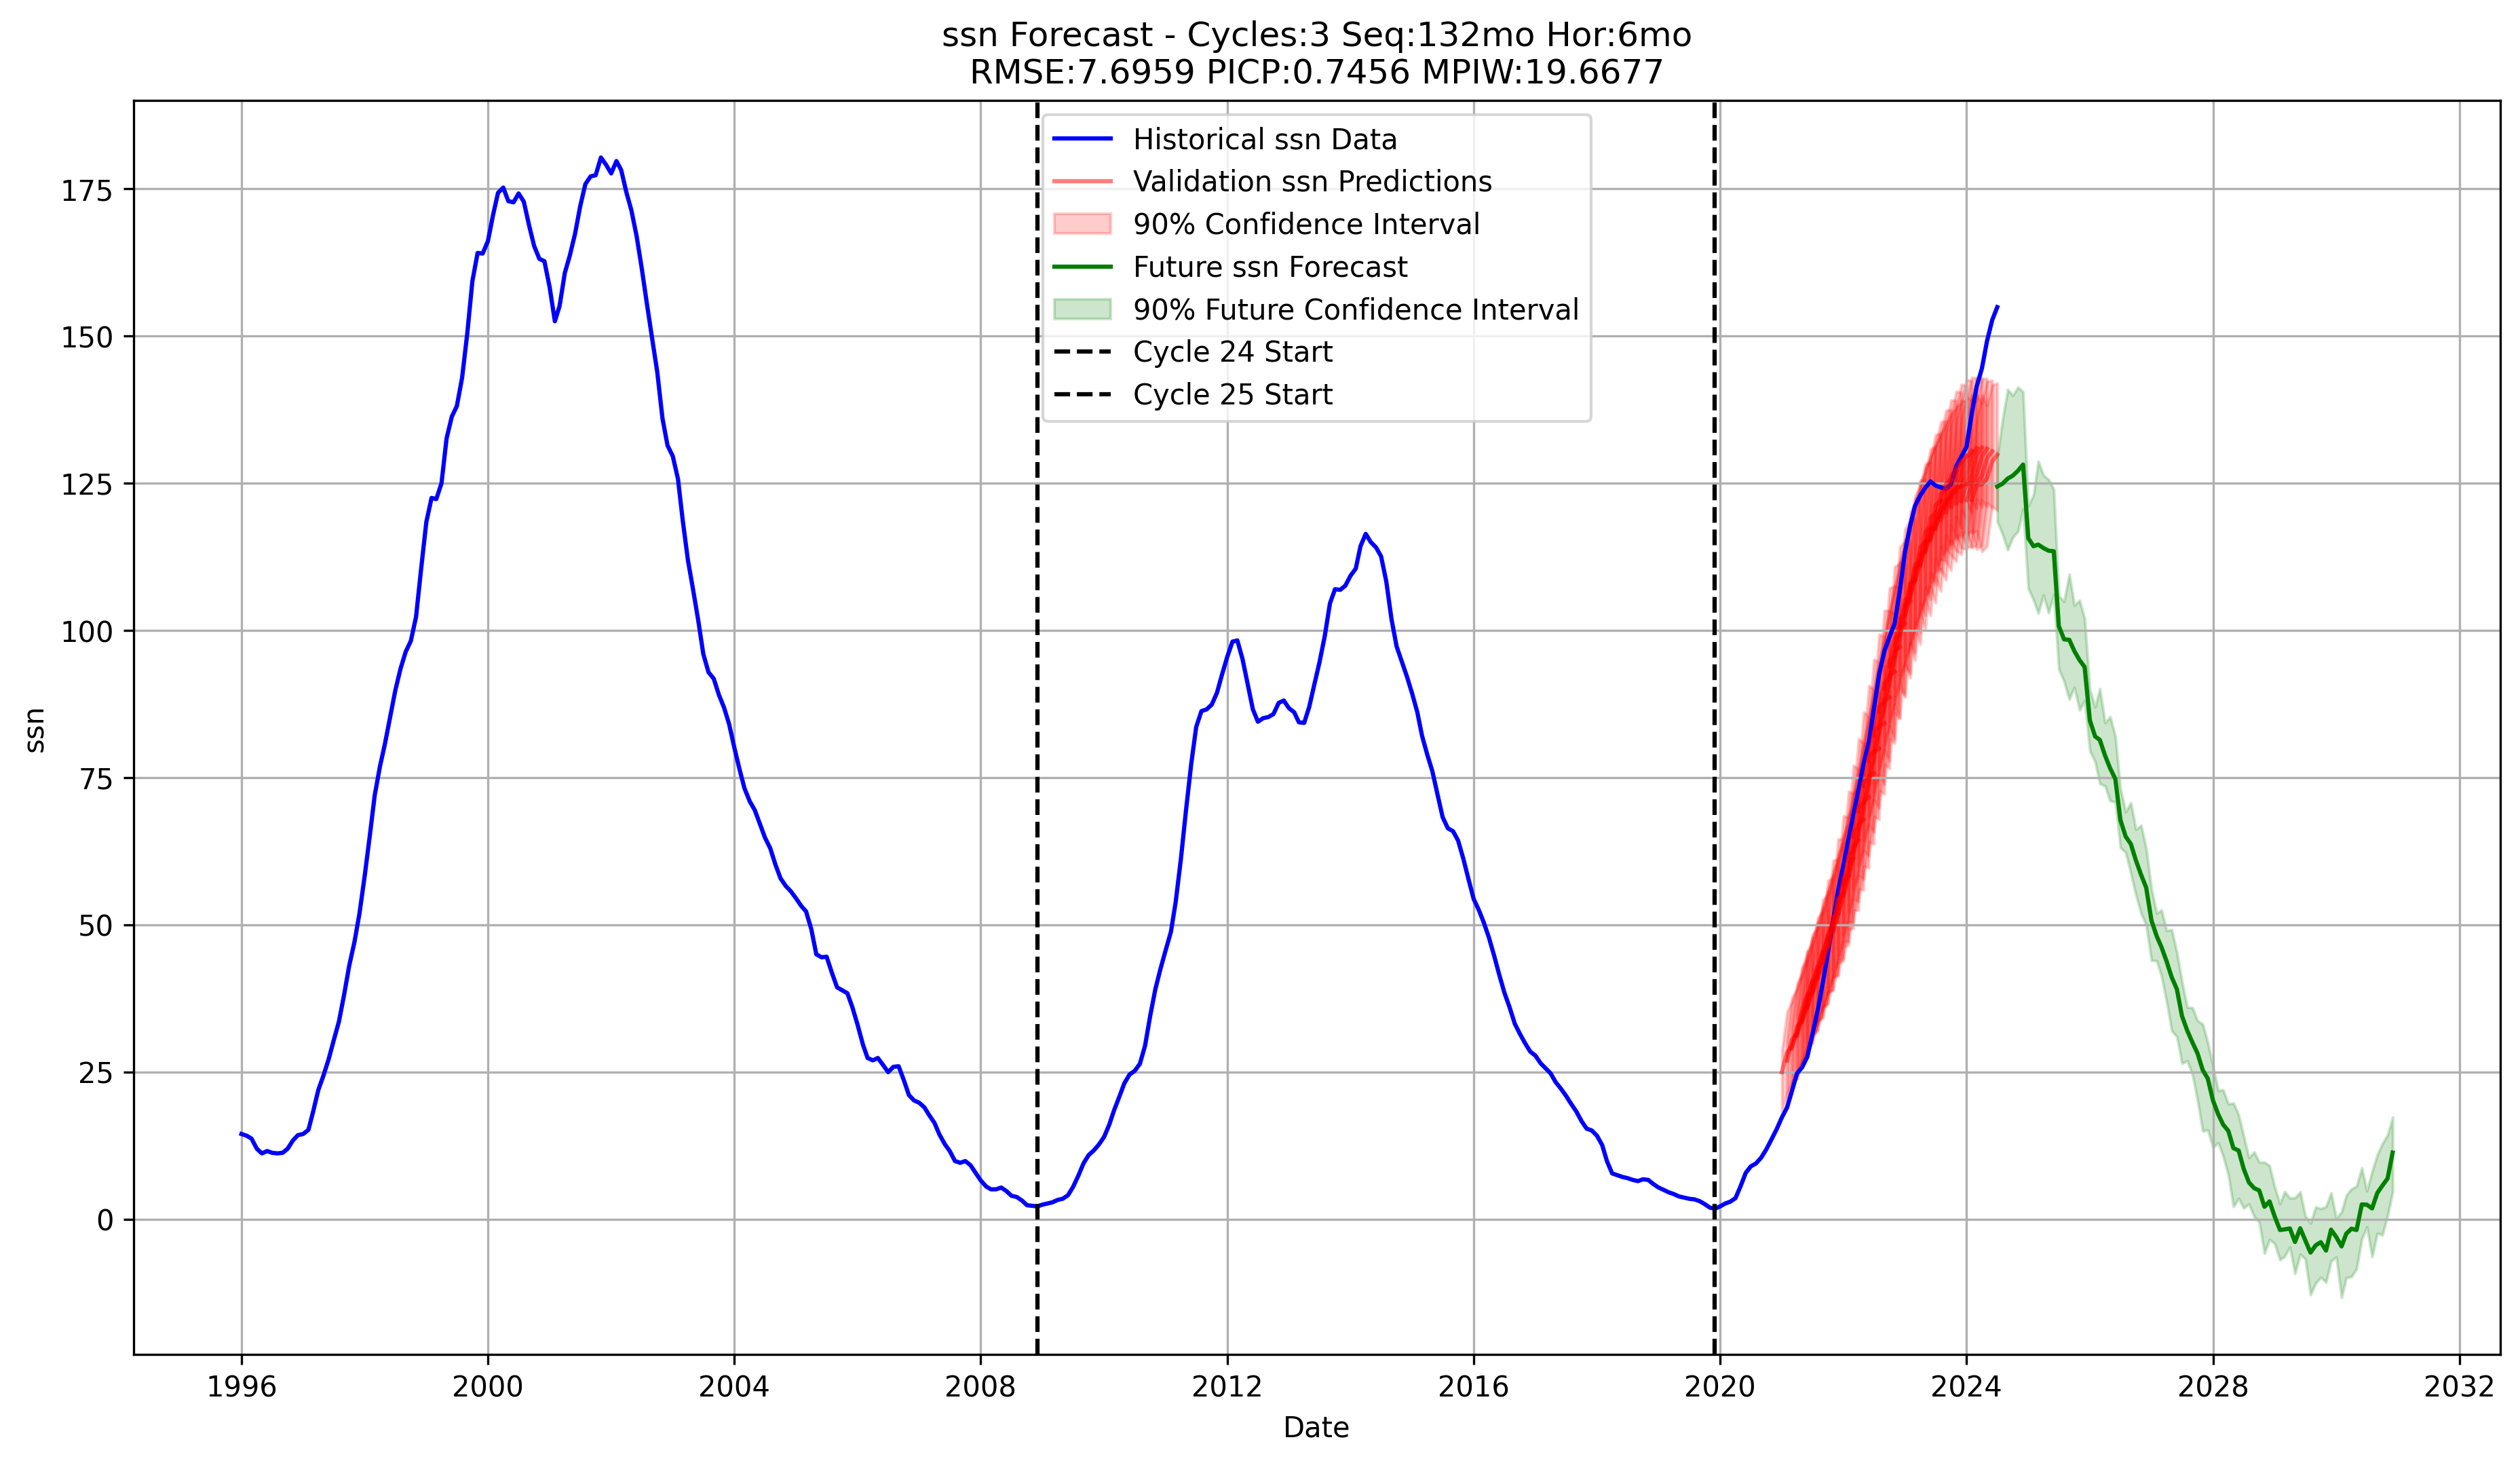 ssn Forecast - Cycles:3 Seq:132mo Hor:6mo
RMSE:7.6959 PICP:0.7456 MPIW:19.6677
Historical ssn Data
Validation ssn Predictions
90% Confidence Interval
Future ssn Forecast
90% Future Confidence Interval
Cycle 24 Start
Cycle 25 Start
ssn
175
150
125
100
75
50
25
0
1996 2000 2004 2008 2012 2016 2020 2024 2028 2032
Date